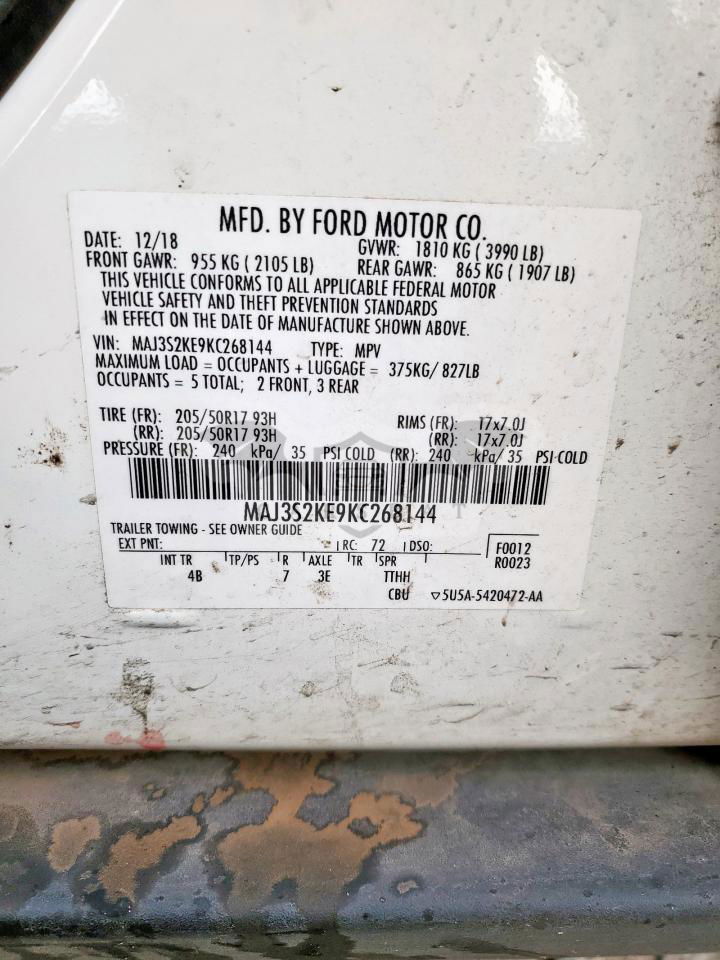 MFD. BY FORD MOTOR CO.
DATE: 12/18 GVWR: 1810 KG ( 3990 LB)
FRONT GAWR: 955 KG ( 2105 LB) REAR GAWR: 865 KG ( 1907 LB)
THIS VEHICLE CONFORMS TO ALL APPLICABLE FEDERAL MOTOR
VEHICLE SAFETY AND THEFT PREVENTION STANDARDS
IN EFFECT ON THE DATE OF MANUFACTURE SHOWN ABOVE.
VIN: MAJ3S2KE9KC268144 TYPE: MPV
MAXIMUM LOAD = OCCUPANTS + LUGGAGE = 375KG/ 827LB
OCCUPANTS = 5 TOTAL; 2 FRONT, 3 REAR
TIRE (FR): 205/50R17 93H RIMS (FR): 17x7.0J
(RR): 205/50R17 93H (RR): 17x7.0J
PRESSURE (FR): 240 kPa/ 35 PSI COLD (RR): 240 kPa/ 35 PSI COLD
MAJ3S2KE9KC268144
TRAILER TOWING - SEE OWNER GUIDE
EXT PNT: RC: 72 DSO: F0012
INT TR TP/PS R AXLE TR SPR R0023
4B 7 3E TTHH
CBU ▽5U5A-5420472-AA